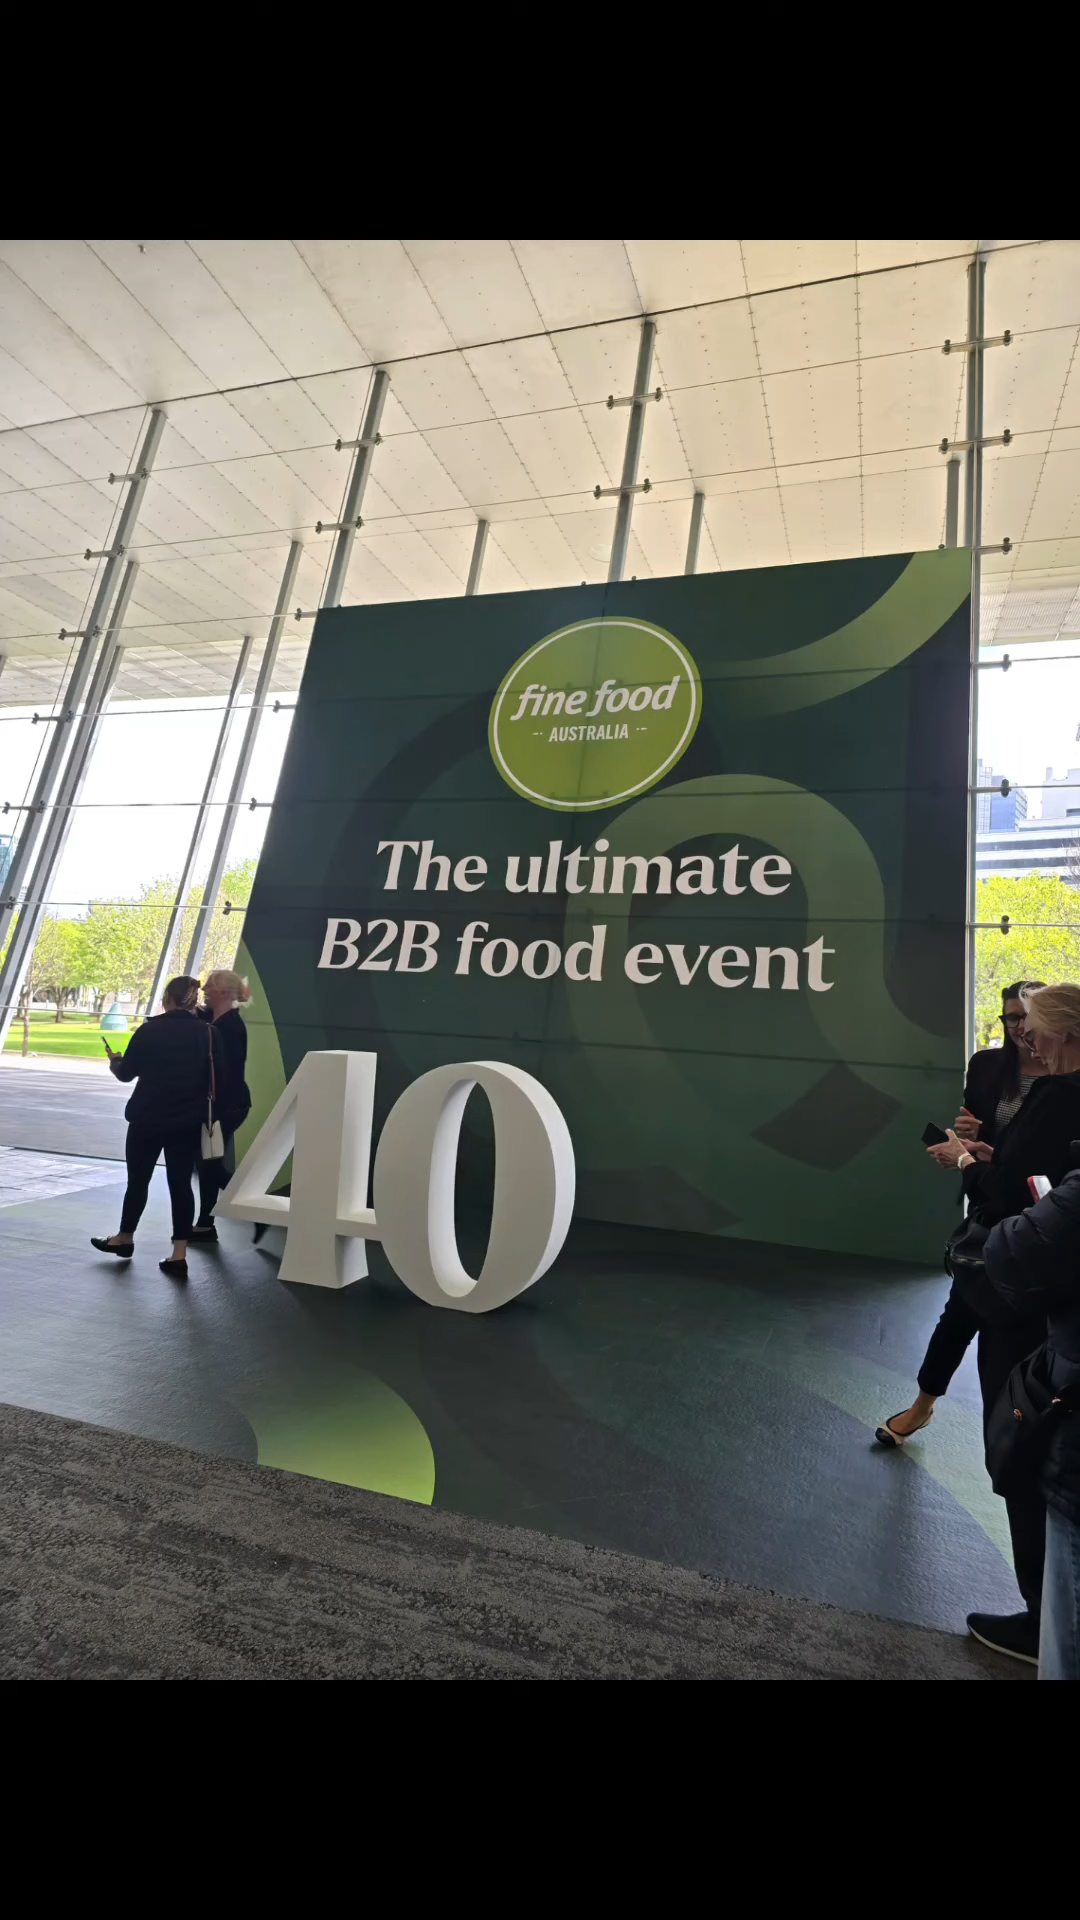 fine food
AUSTRALIA
The ultimate
B2B food event
40